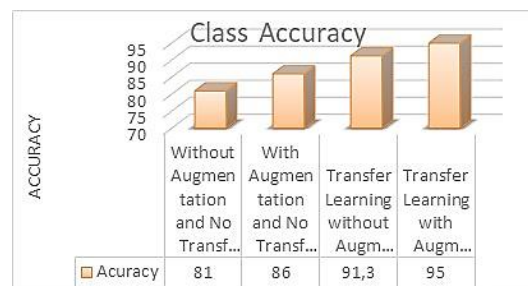 Class Accuracy
95
90
85
80
75
70
ACCURACY
Without
Augmen
tation
and No
Transf...
With
Augmen
tation
and No
Transf...
Transfer
Learning
without
Augm...
Transfer
Learning
with
Augm...
Acuracy 81 86 91,3 95